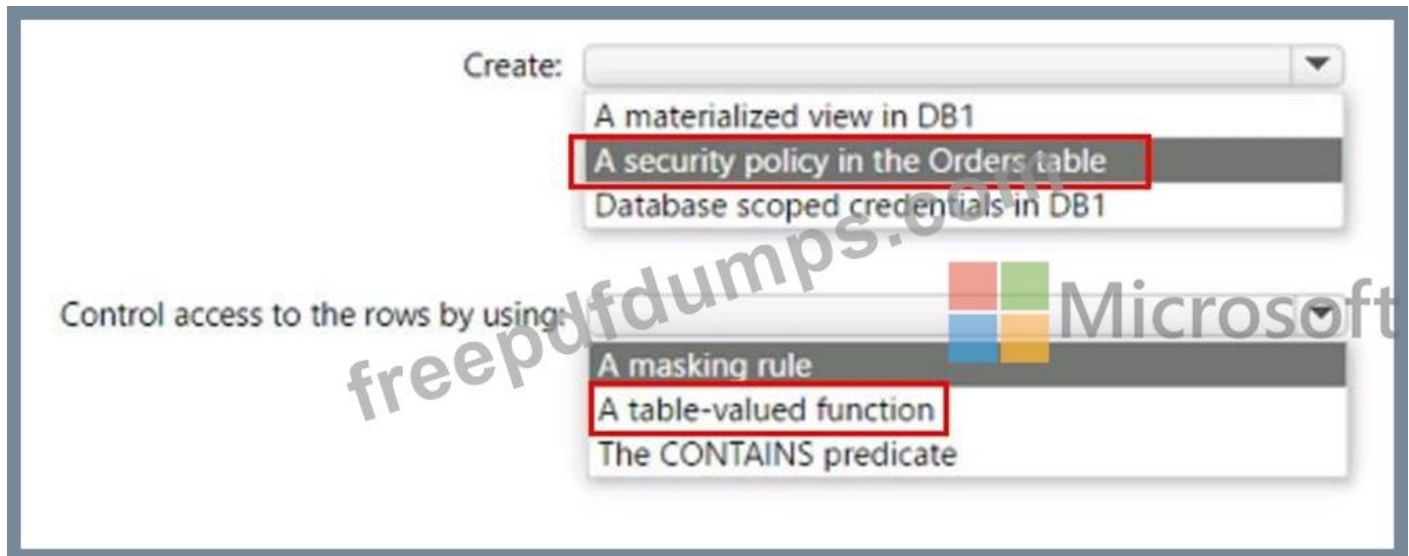 Create:
A materialized view in DB1
A security policy in the Orders table
Database scoped credentials in DB1
Control access to the rows by using:
Microsoft
A masking rule
A table-valued function
The CONTAINS predicate
freepdfdumps.com